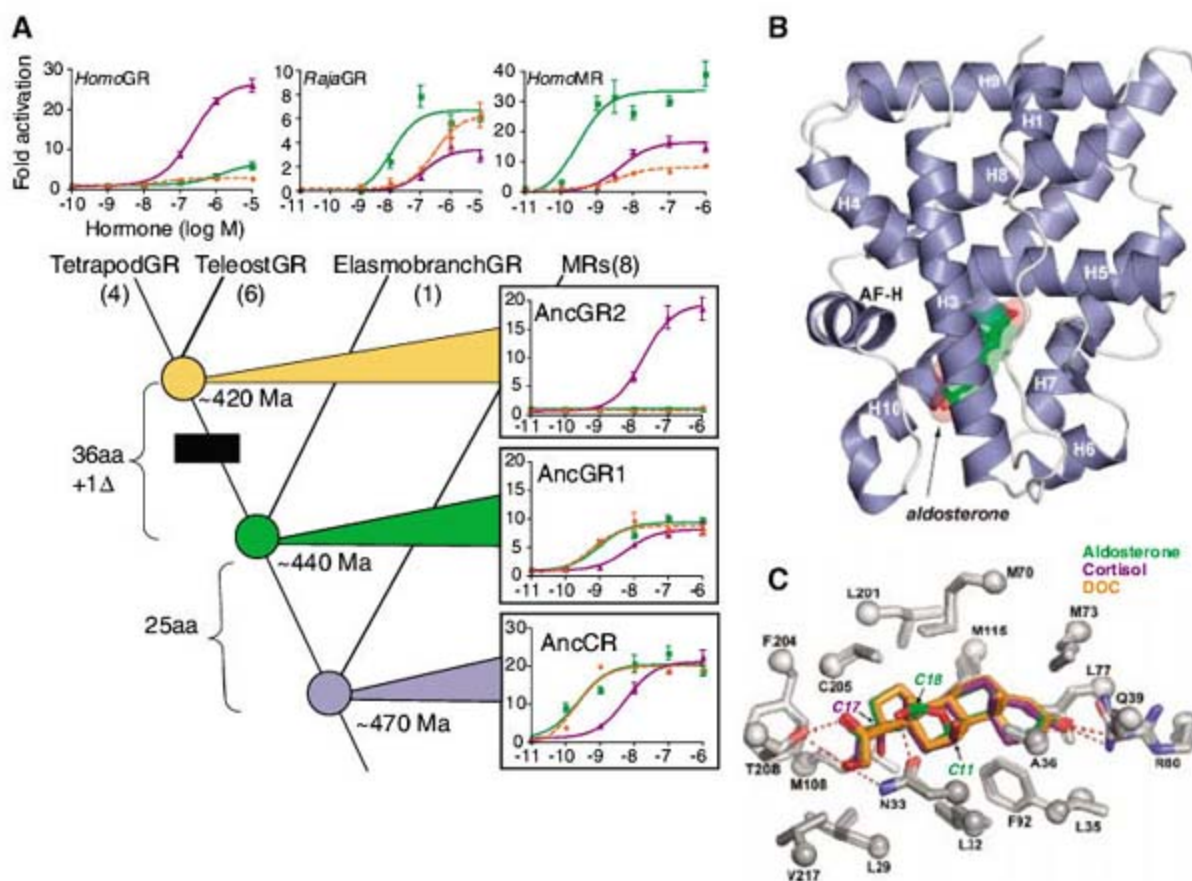 A
Fold activation
HomoGR
30
20
10
0
-10 -9 -8 -7 -6 -5
RajaGR
10
8
6
4
2
0
-11 -10 -9 -8 -7 -6 -5
HomoMR
40
30
20
10
0
-11 -10 -9 -8 -7 -6
Hormone (log M)
TetrapodGR
(4)
TeleostGR
(6)
ElasmobranchGR
(1)
MRs(8)
AncGR2
20
15
10
5
0
-11 -10 -9 -8 -7 -6
~420 Ma
36aa
+1Δ
AncGR1
20
15
10
5
0
-11 -10 -9 -8 -7 -6
~440 Ma
25aa
AncCR
30
20
10
0
-11 -10 -9 -8 -7 -6
~470 Ma
B
H9
H1
H8
H4
H5
H3
AF-H
H7
H10
H6
aldosterone
C
Aldosterone
Cortisol
DOC
M70
L201
M73
M115
F204
C205
L77
Q39
C18
C17
C11
T208
M108
A36
R80
N33
F92
L35
L32
L29
V217